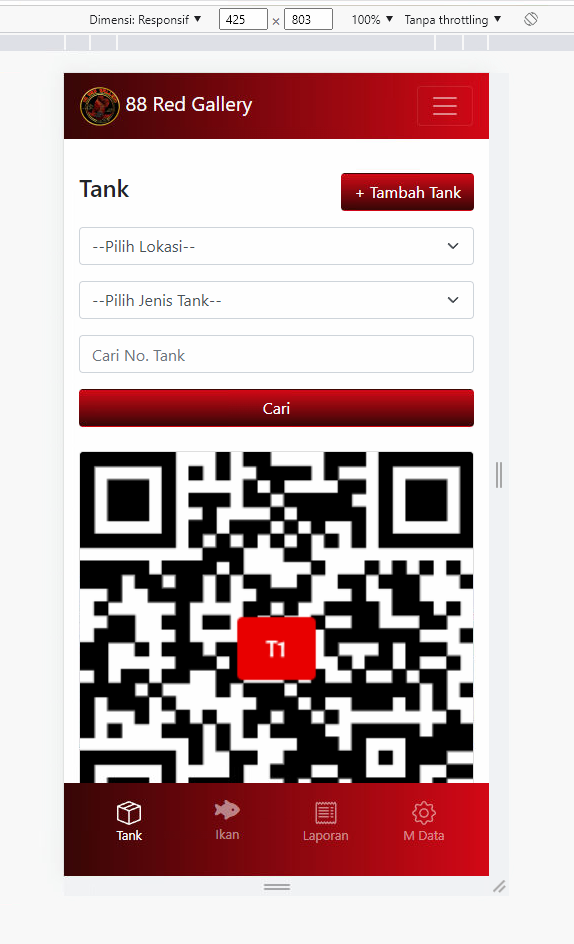 Dimensi: Responsif ▼ 425 × 803 100% ▼ Tanpa throttling ▼
88 Red Gallery
Tank
+ Tambah Tank
--Pilih Lokasi--
--Pilih Jenis Tank--
Cari No. Tank
Cari
T1
Tank Ikan Laporan M Data